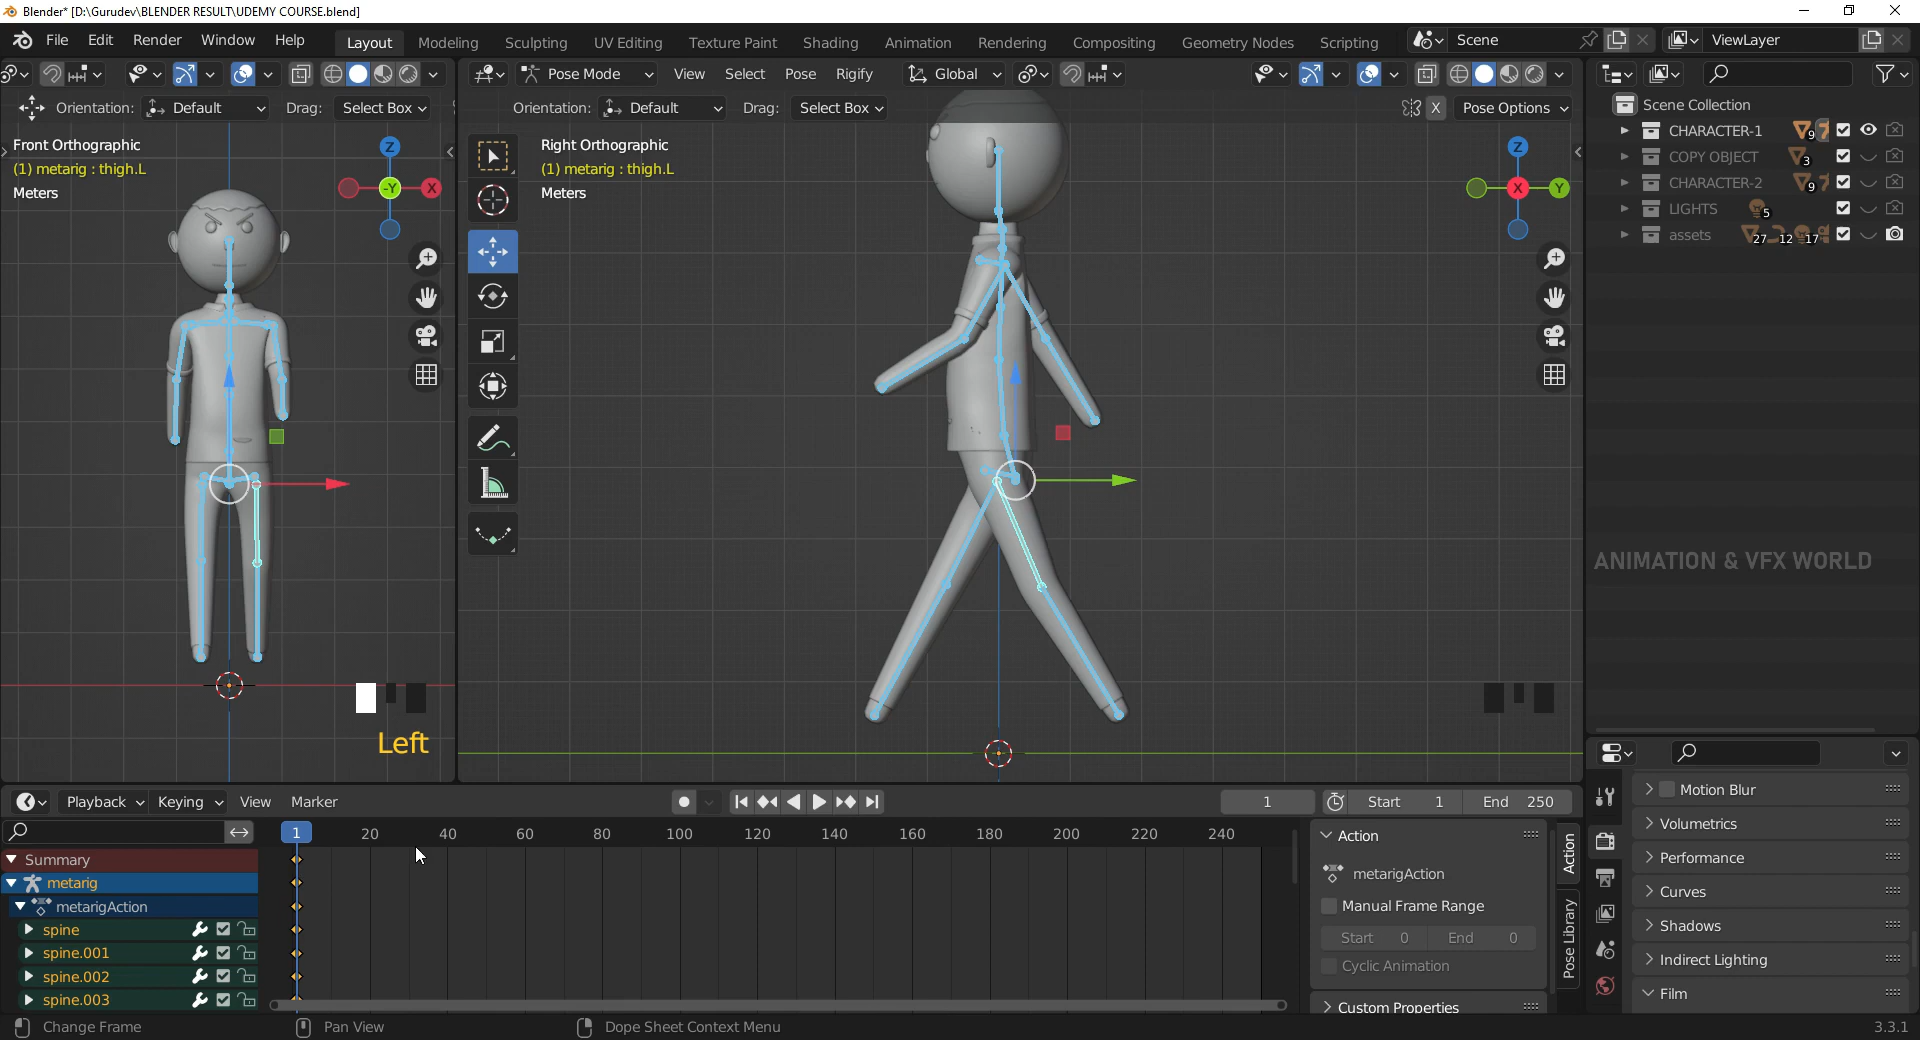 Blender* [D:\Gurudev\BLENDER RESULT\UDEMY COURSE.blend]
File Edit Render Window Help Layout Modeling Sculpting UV Editing Texture Paint Shading Animation Rendering Compositing Geometry Nodes Scripting Scene ViewLayer
Pose Mode View Select Pose Rigify Global
Orientation: Default Drag: Select Box Orientation: Default Drag: Select Box X Pose Options
Scene Collection
CHARACTER-1 9
COPY OBJECT 3
CHARACTER-2 9
LIGHTS 5
assets 27 12 17
Front Orthographic
(1) metarig : thigh.L
Meters
Z
-Y
X
Right Orthographic
(1) metarig : thigh.L
Meters
Z
X
Y
ANIMATION & VFX WORLD
Left
Playback Keying View Marker 1 Start 1 End 250
1 20 40 60 80 100 120 140 160 180 200 220 240
Summary
metarig
metarigAction
spine
spine.001
spine.002
spine.003
Action
metarigAction
Manual Frame Range
Start 0 End 0
Cyclic Animation
Custom Properties
Action
Pose Library
Motion Blur
Volumetrics
Performance
Curves
Shadows
Indirect Lighting
Film
Change Frame Pan View Dope Sheet Context Menu 3.3.1